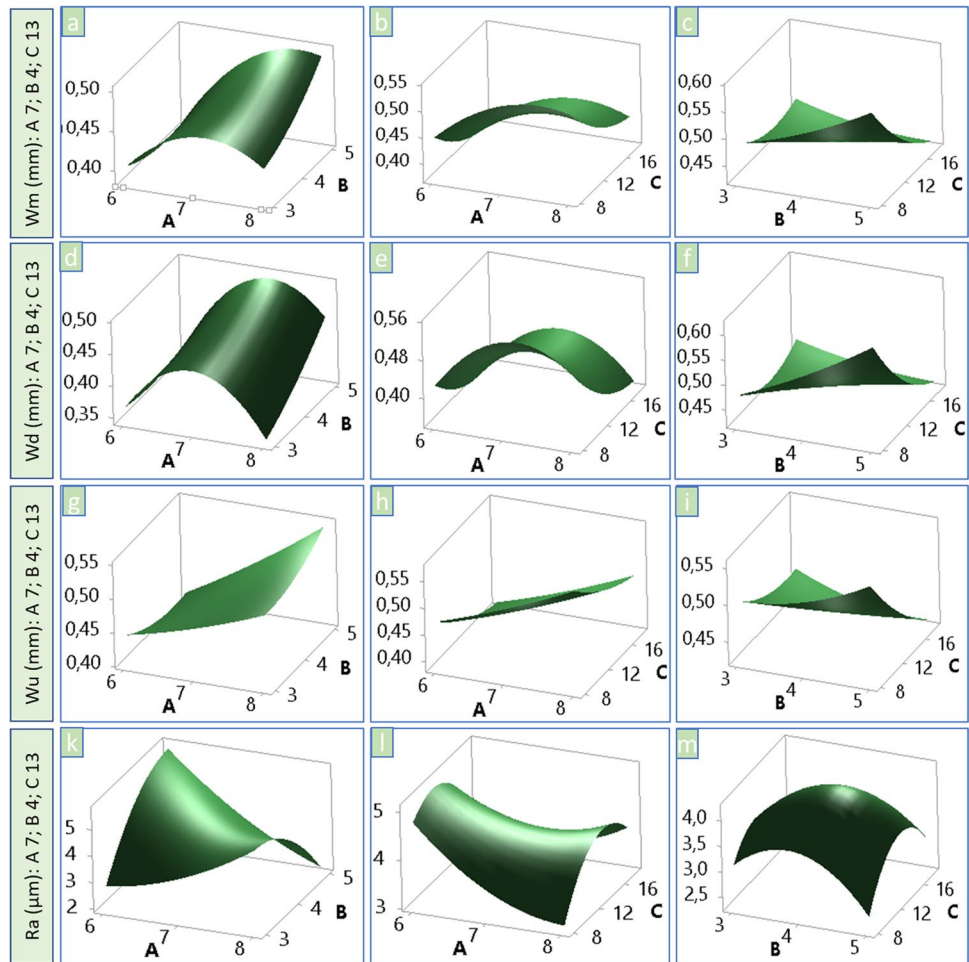 Wm (mm): A 7; B 4; C 13
a
0,50
0,45
0,40
6
A
7
8
3
4
B
5
b
0,55
0,50
0,45
0,40
6
A
7
8
8
12
C
16
c
0,60
0,55
0,50
0,45
3
B
4
5
8
12
C
16
Wd (mm): A 7; B 4; C 13
d
0,50
0,45
0,40
0,35
6
A
7
8
3
4
B
5
e
0,56
0,48
0,40
6
A
7
8
8
12
C
16
f
0,60
0,55
0,50
0,45
3
B
4
5
8
12
C
16
Wu (mm): A 7; B 4; C 13
g
0,55
0,50
0,45
0,40
6
A
7
8
3
4
B
5
h
0,55
0,50
0,45
0,40
6
A
7
8
8
12
C
16
i
0,55
0,50
0,45
3
B
4
5
8
12
C
16
Ra (µm): A 7; B 4; C 13
k
5
4
3
2
6
A
7
8
3
4
B
5
l
5
4
3
6
A
7
8
8
12
C
16
m
4,0
3,5
3,0
2,5
3
B
4
5
8
12
C
16